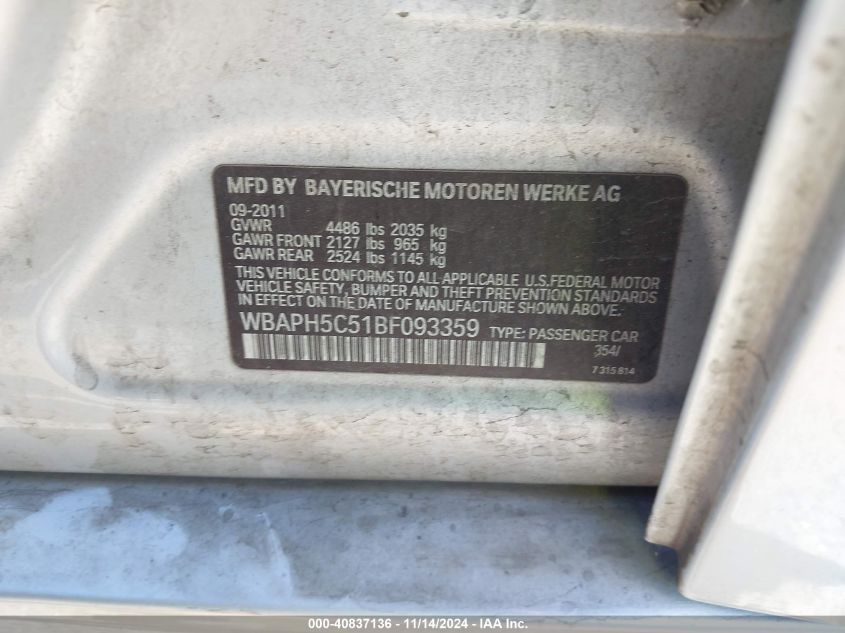 MFD BY BAYERISCHE MOTOREN WERKE AG
09-2011
GVWR 4486 lbs 2035 kg
GAWR FRONT 2127 lbs 965 kg
GAWR REAR 2524 lbs 1145 kg
THIS VEHICLE CONFORMS TO ALL APPLICABLE U.S.FEDERAL MOTOR
VEHICLE SAFETY, BUMPER AND THEFT PREVENTION STANDARDS
IN EFFECT ON THE DATE OF MANUFACTURE SHOWN ABOVE.
WBAPH5C51BF093359 TYPE: PASSENGER CAR
354/
7 315 814
000-40837136 - 11/14/2024 - IAA Inc.